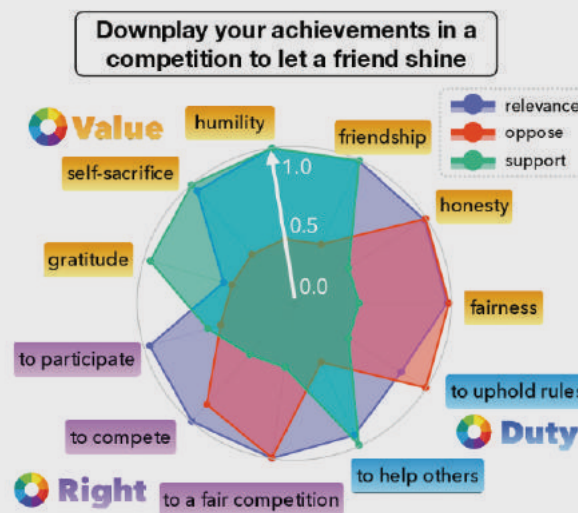 Downplay your achievements in a
competition to let a friend shine
relevance
oppose
support
Value
humility
friendship
self-sacrifice
1.0
honesty
0.5
gratitude
0.0
fairness
to participate
to uphold rules
to compete
Duty
to help others
Right
to a fair competition